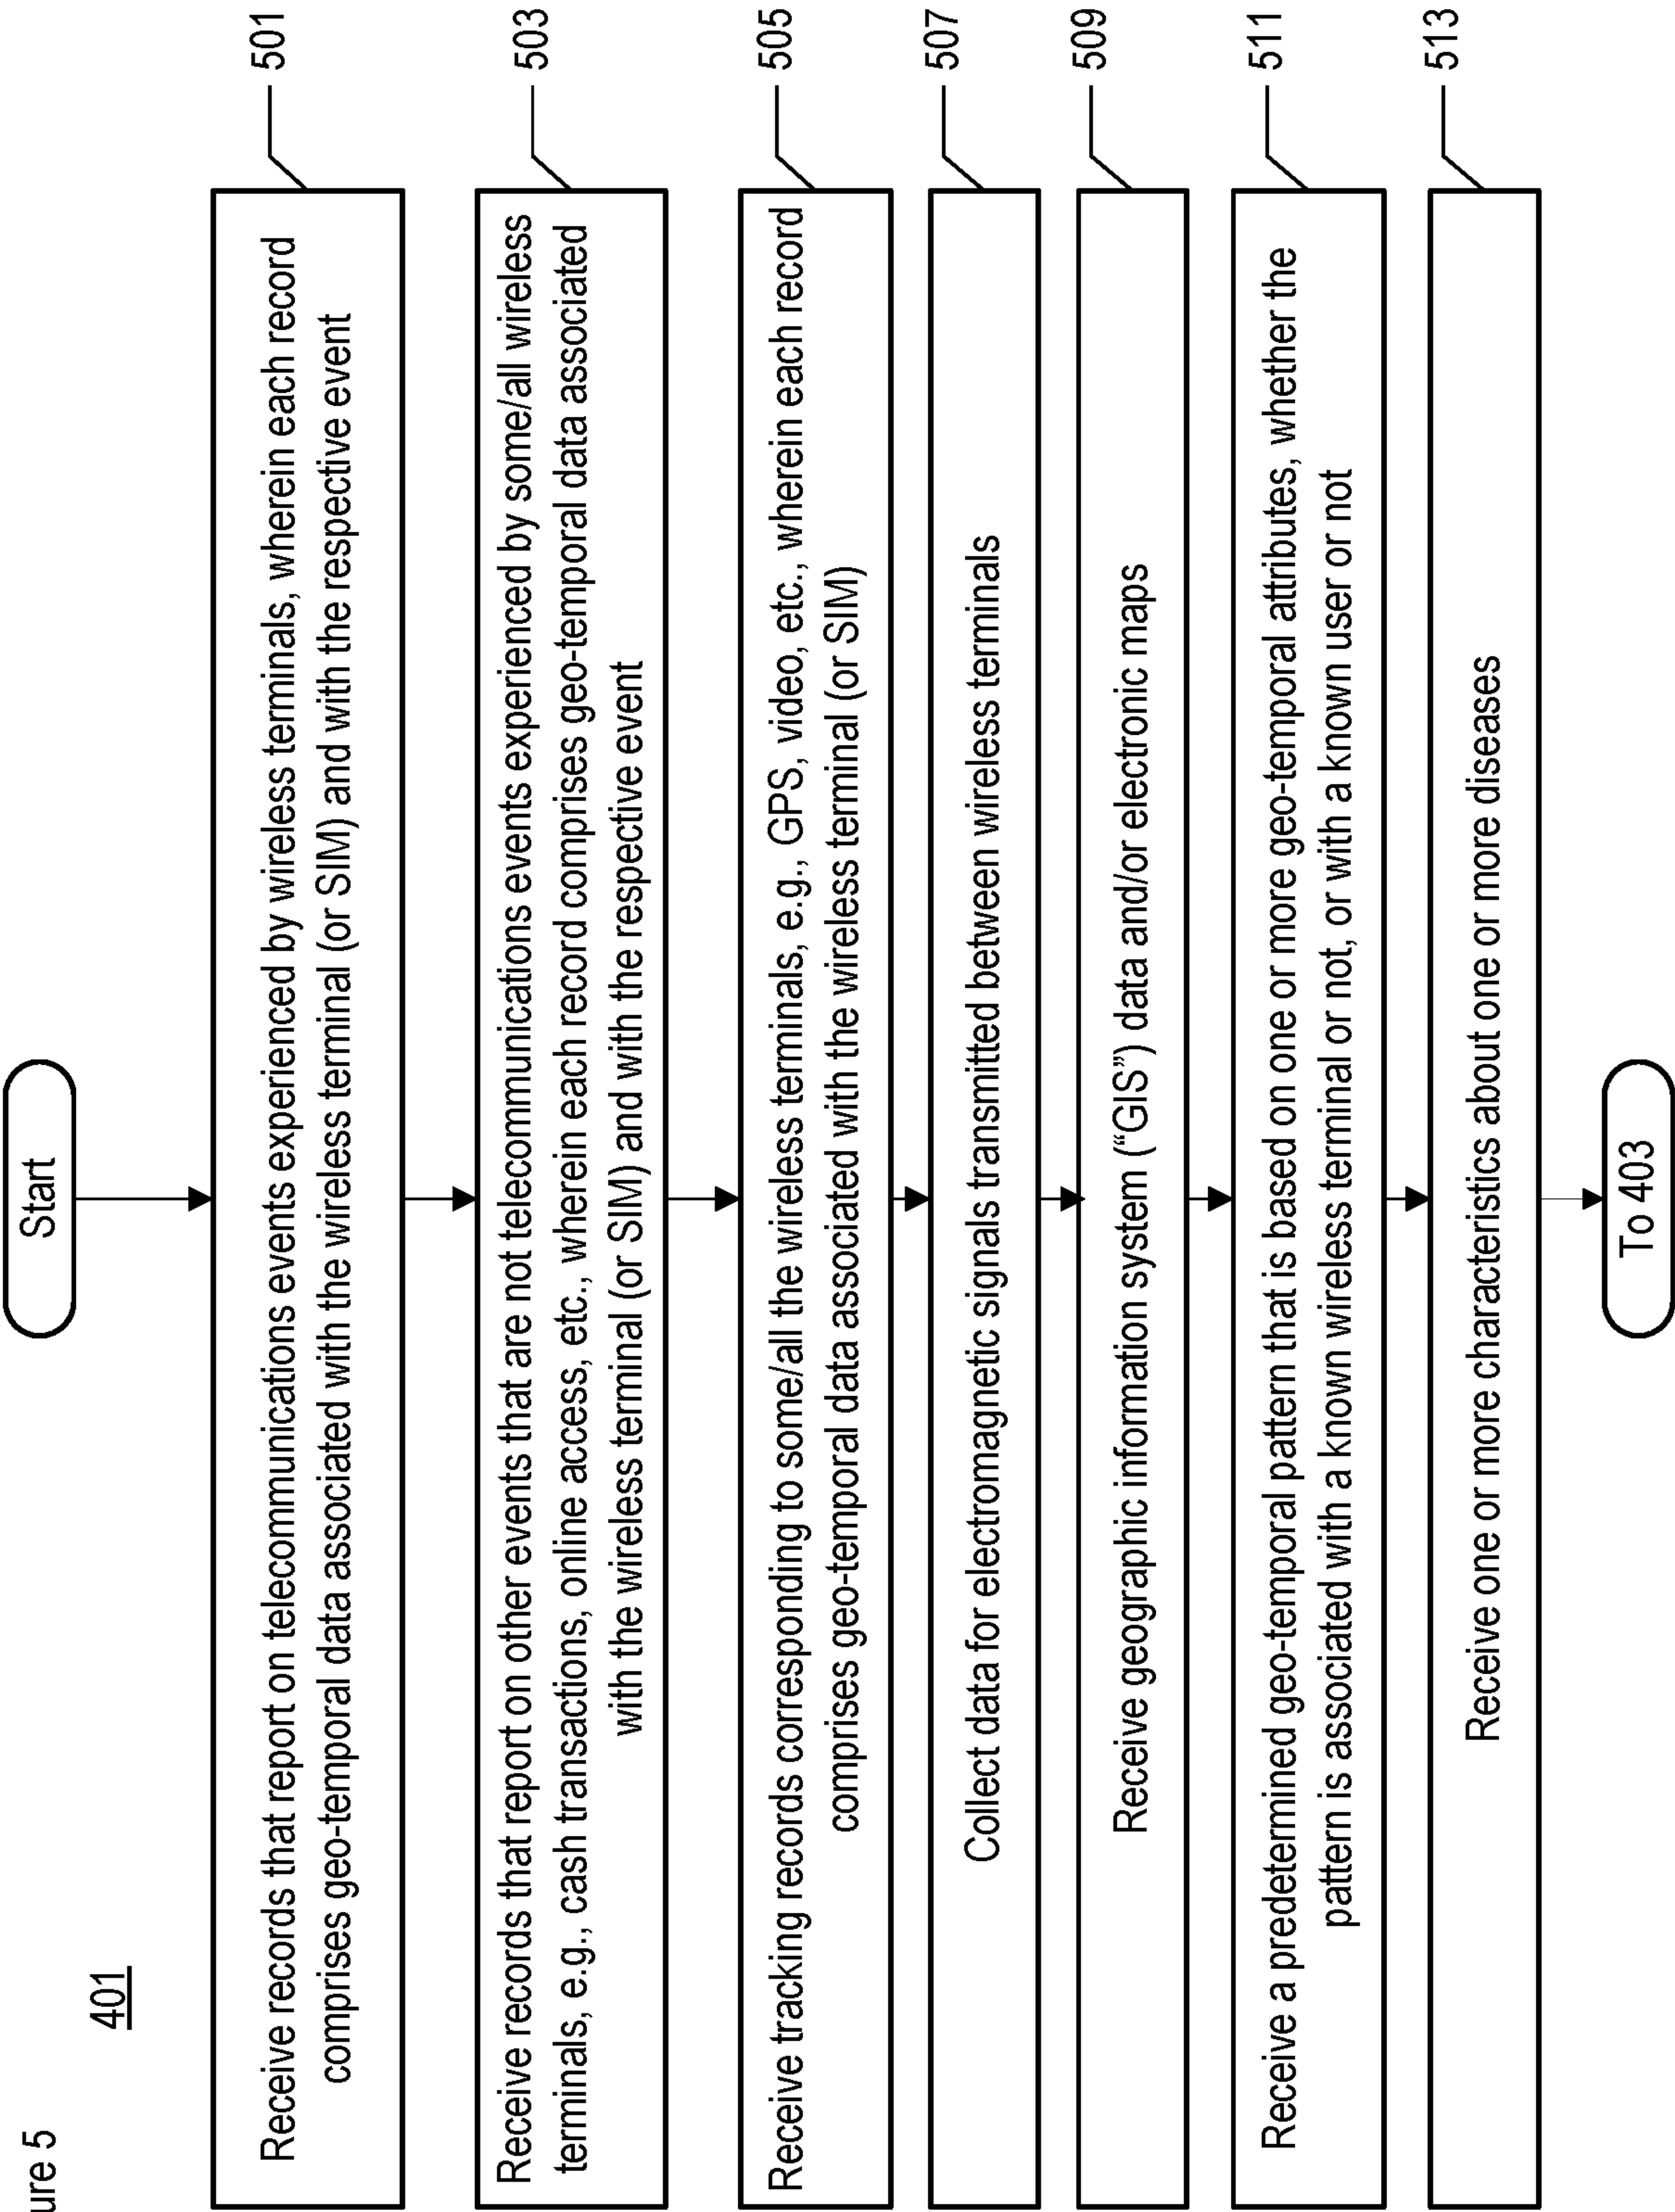 ure 5
401
Start
Receive records that report on telecommunications events experienced by wireless terminals, wherein each record
comprises geo-temporal data associated with the wireless terminal (or SIM) and with the respective event
501
Receive records that report on other events that are not telecommunications events experienced by some/all wireless
terminals, e.g., cash transactions, online access, etc., wherein each record comprises geo-temporal data associated
with the wireless terminal (or SIM) and with the respective event
503
Receive tracking records corresponding to some/all the wireless terminals, e.g., GPS, video, etc., wherein each record
comprises geo-temporal data associated with the wireless terminal (or SIM)
505
Collect data for electromagnetic signals transmitted between wireless terminals
507
Receive geographic information system (“GIS”) data and/or electronic maps
509
Receive a predetermined geo-temporal pattern that is based on one or more geo-temporal attributes, whether the
pattern is associated with a known wireless terminal or not, or with a known user or not
511
Receive one or more characteristics about one or more diseases
513
To 403